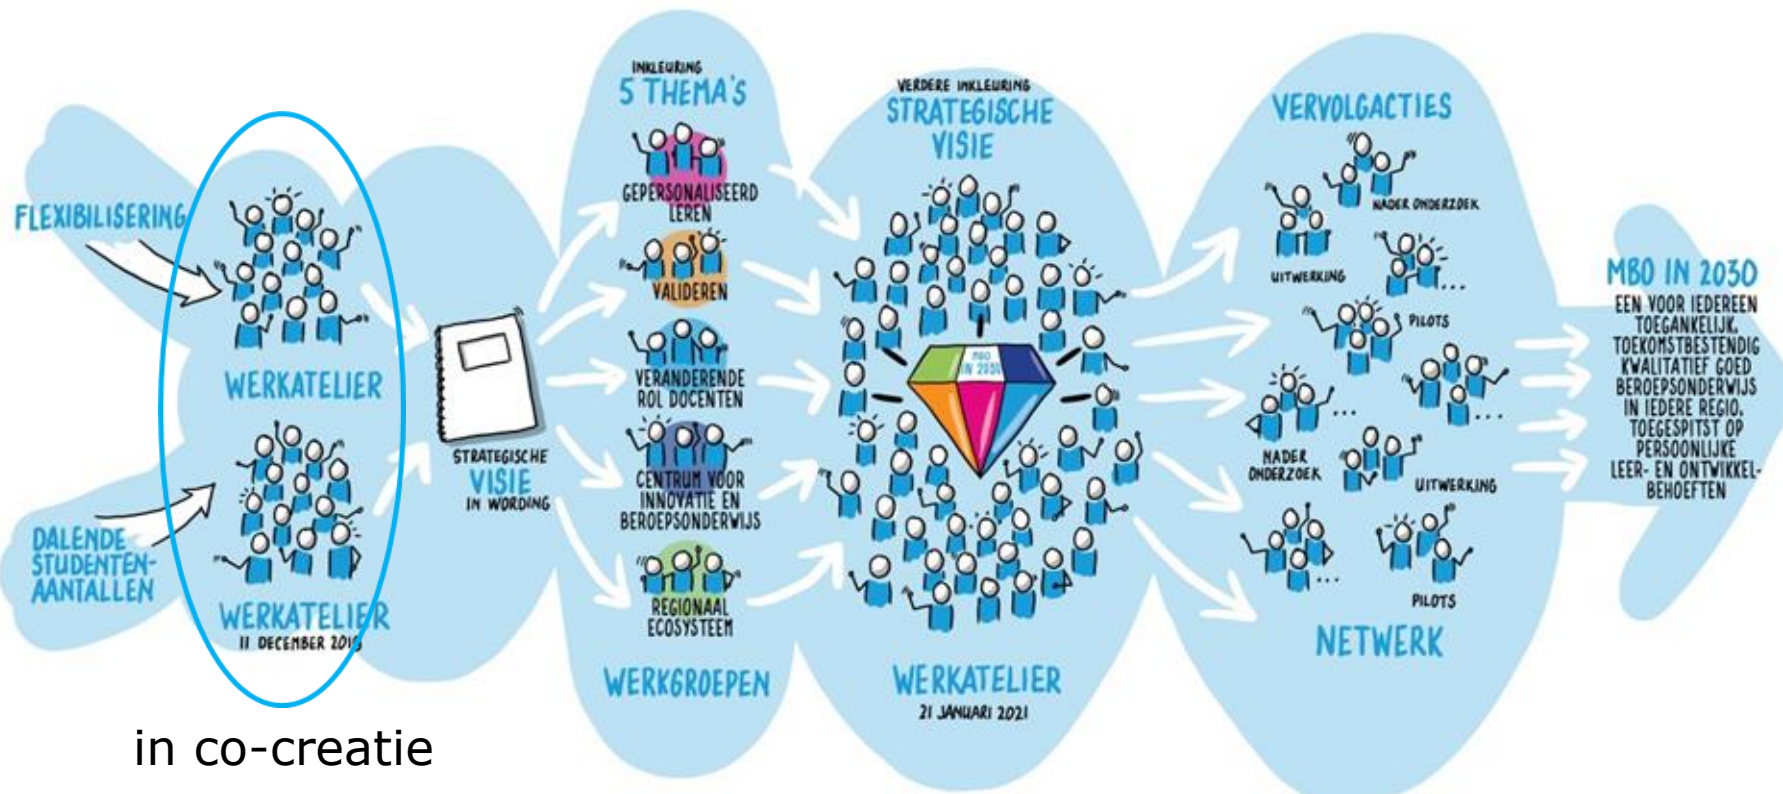 FLEXIBILISERING
DALENDE
STUDENTEN-
AANTALLEN
WERKATELIER
WERKATELIER
11 DECEMBER 2019
in co-creatie
STRATEGISCHE
VISIE
IN WORDING
INKLEURING
5 THEMA'S
GEPERSONALISEERD
LEREN
VALIDEREN
VERANDERENDE
ROL DOCENTEN
CENTRUM VOOR
INNOVATIE EN
BEROEPSONDERWIJS
REGIONAAL
ECOSYSTEEM
WERKGROEPEN
VERDERE INKLEURING
STRATEGISCHE
VISIE
MBO
IN 2030
WERKATELIER
21 JANUARI 2021
VERVOLGACTIES
NADER ONDERZOEK
UITWERKING
...
PILOTS
...
...
NADER
ONDERZOEK
UITWERKING
...
PILOTS
NETWERK
MBO IN 2030
EEN VOOR IEDEREEN
TOEGANKELIJK,
TOEKOMSTBESTENDIG
KWALITATIEF GOED
BEROEPSONDERWIJS
IN IEDERE REGIO,
TOEGESPITST OP
PERSOONLIJKE
LEER- EN ONTWIKKEL-
BEHOEFTEN